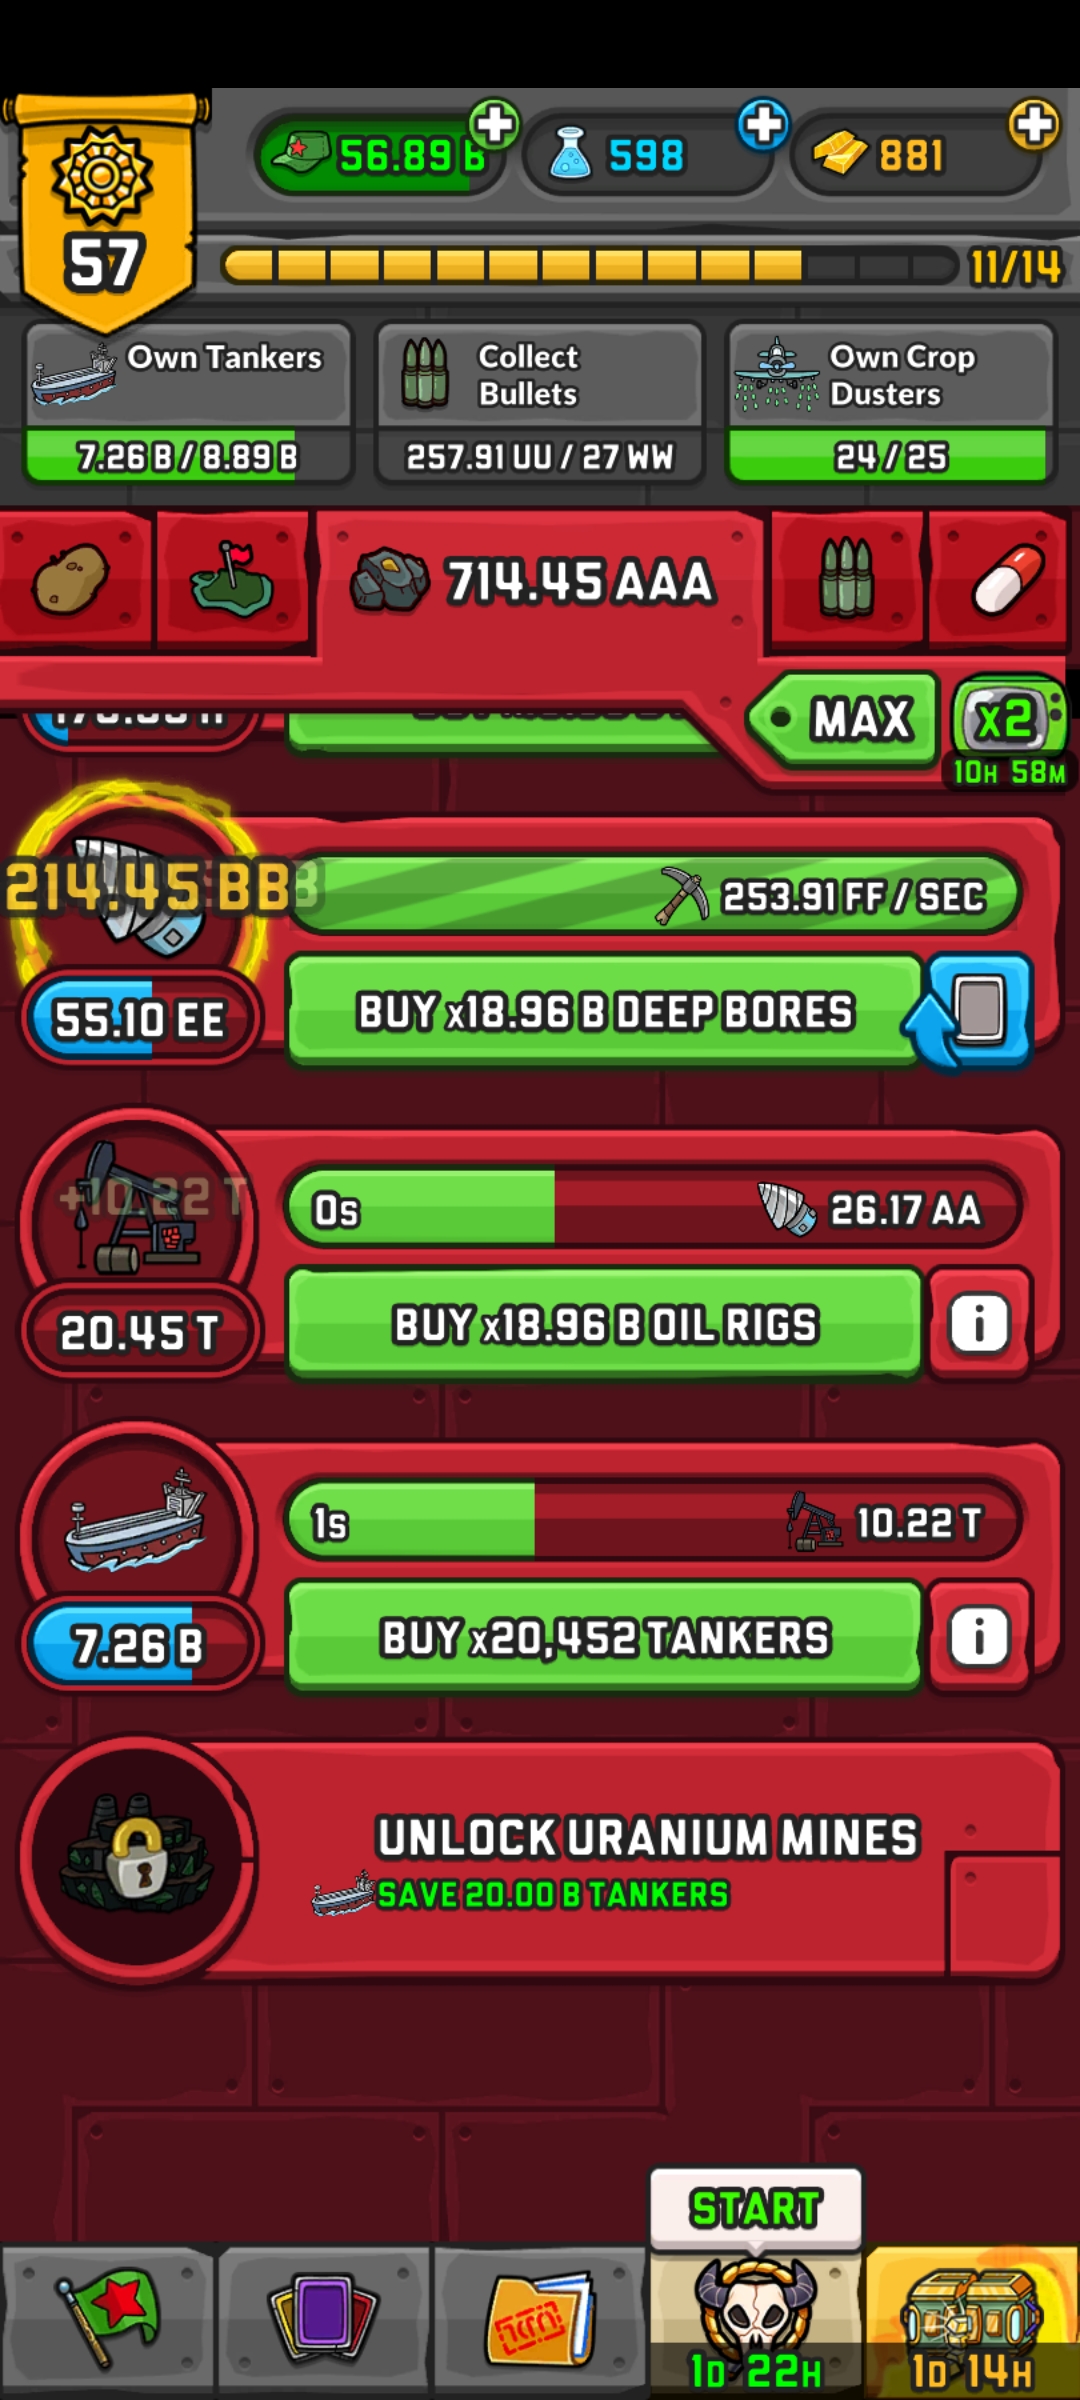 56.89 B
598
881
57
11/14
Own Tankers
7.26 B / 8.89 B
Collect
Bullets
257.91 UU / 27 WW
Own Crop
Dusters
24 / 25
714.45 AAA
MAX
x2
10H 58M
214.45 BB
253.91 FF / SEC
55.10 EE
BUY x18.96 B DEEP BORES
+10.22 T
0s
26.17 AA
20.45 T
BUY x18.96 B OIL RIGS
i
1s
10.22 T
7.26 B
BUY x20,452 TANKERS
i
UNLOCK URANIUM MINES
SAVE 20.00 B TANKERS
START
1D 22H
1D 14H